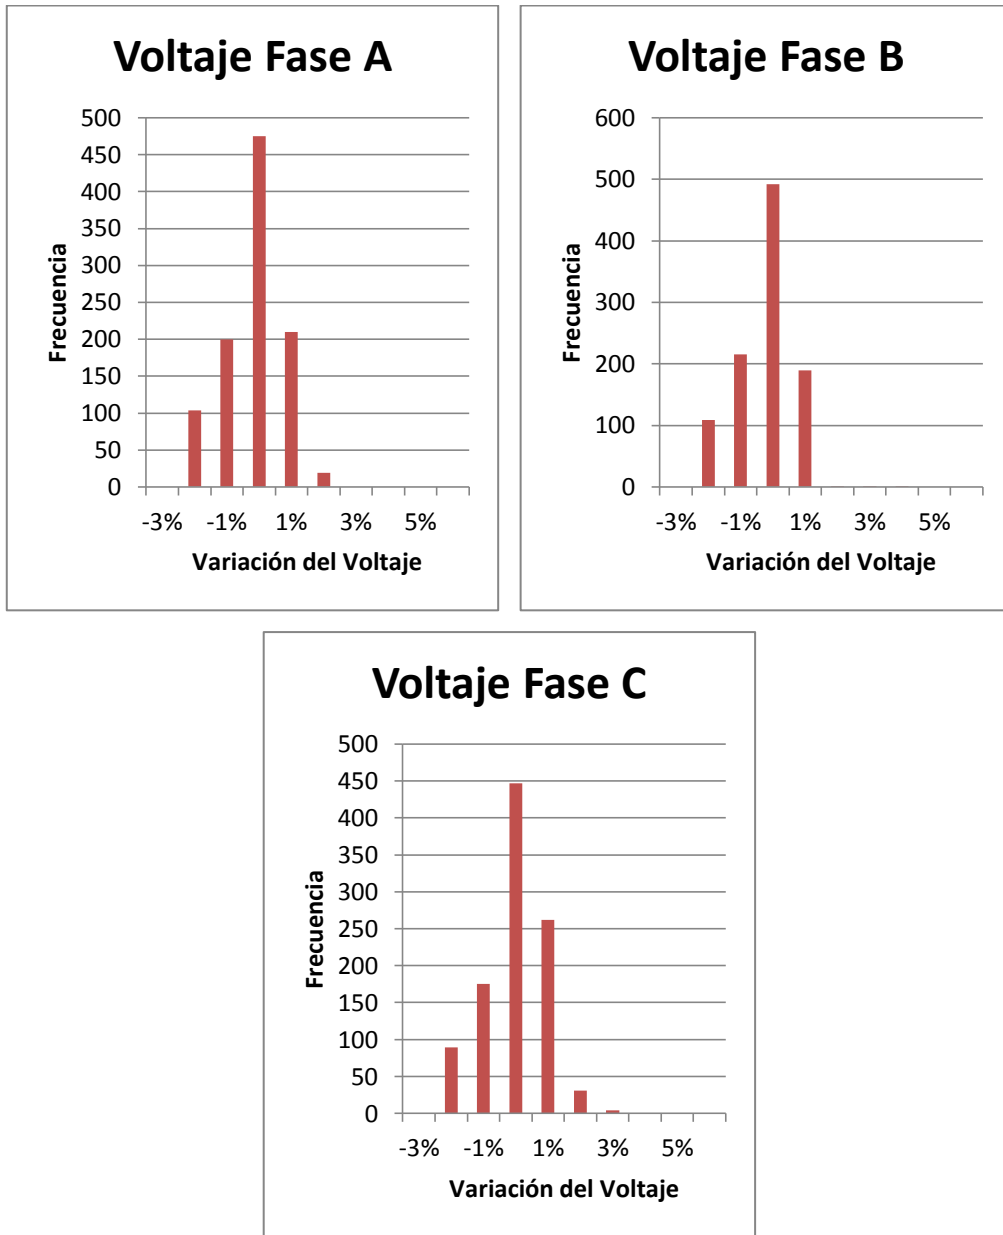 Voltaje Fase A
500
450
400
350
300
250
200
150
100
50
0
Frecuencia
-3% -1% 1% 3% 5%
Variación del Voltaje
Voltaje Fase B
600
500
400
300
200
100
0
Frecuencia
-3% -1% 1% 3% 5%
Variación del Voltaje
Voltaje Fase C
500
450
400
350
300
250
200
150
100
50
0
Frecuencia
-3% -1% 1% 3% 5%
Variación del Voltaje